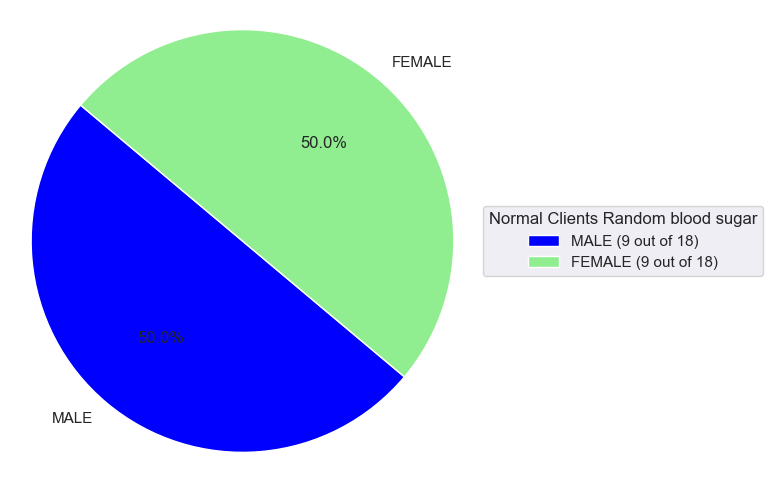 FEMALE
50.0%
Normal Clients Random blood sugar
MALE (9 out of 18)
FEMALE (9 out of 18)
50.0%
MALE